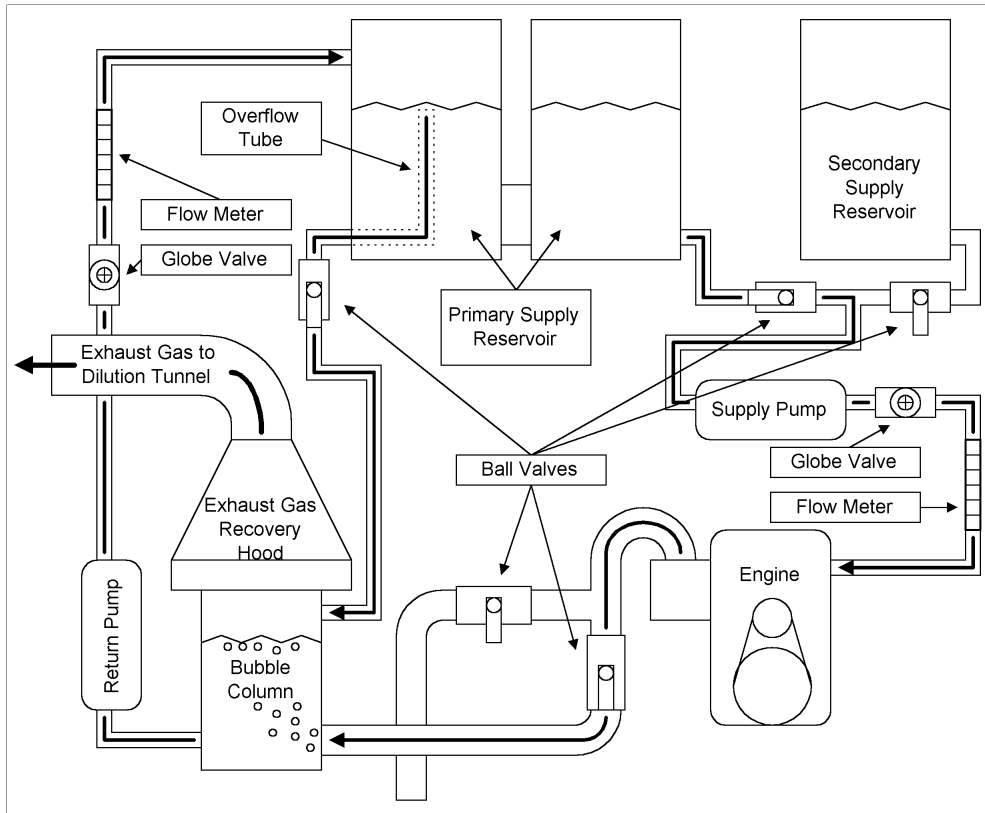 Overflow
Tube
Secondary
Supply
Reservoir
Flow Meter
Globe Valve
Primary Supply
Reservoir
Exhaust Gas to
Dilution Tunnel
Supply Pump
Ball Valves
Globe Valve
Flow Meter
Exhaust Gas
Recovery
Hood
Engine
Return Pump
Bubble
Column